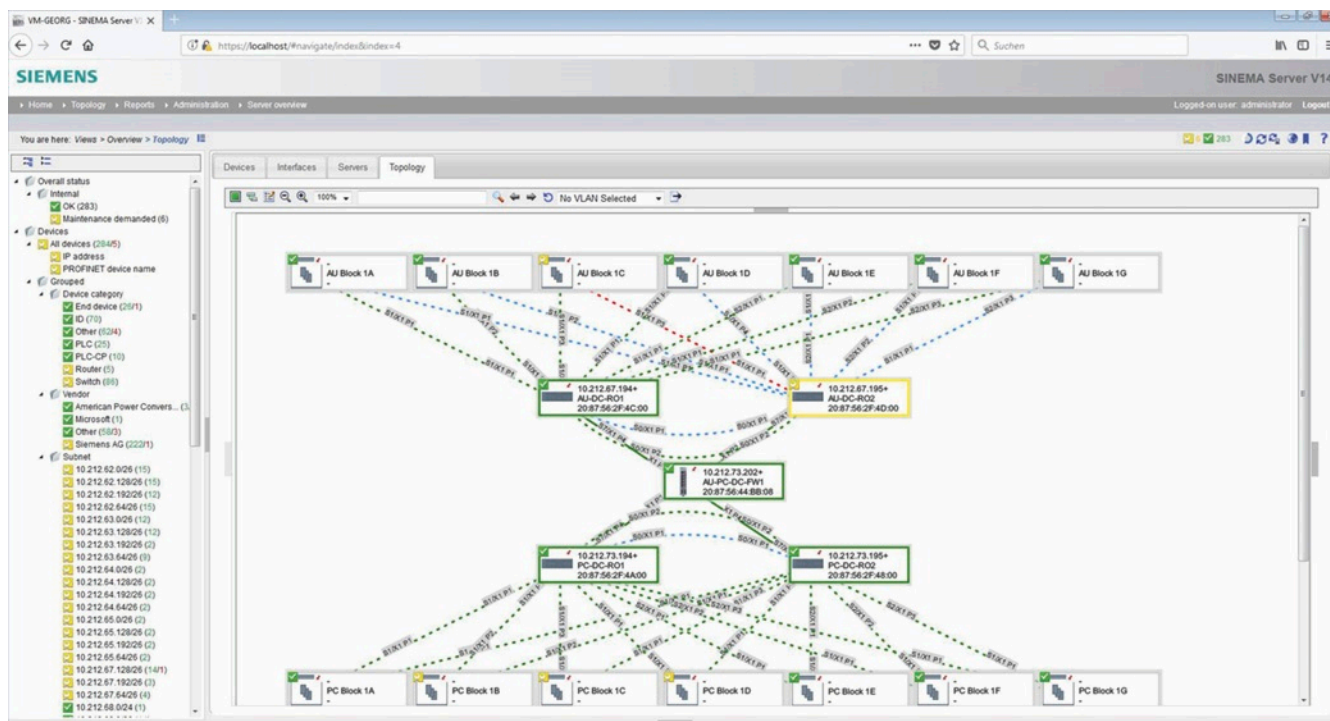 VM-GEORG - SINEMA Server V
https://localhost/#navigate/index&index=4
Suchen
SIEMENS
SINEMA Server V14
Home Topology Reports Administration Server overview
Logged-on user: administrator Logout
You are here: Views > Overview > Topology
6 283
Devices Interfaces Servers Topology
100%
No VLAN Selected
Overall status
Internal
OK (283)
Maintenance demanded (6)
Devices
All devices (284/5)
IP address
PROFINET device name
Grouped
Device category
End device (26/1)
ID (70)
Other (62/4)
PLC (25)
PLC-CP (10)
Router (5)
Switch (86)
Vendor
American Power Convers... (3
Microsoft (1)
Other (58/3)
Siemens AG (222/1)
Subnet
10.212.62.0/26 (15)
10.212.62.128/26 (15)
10.212.62.192/26 (12)
10.212.62.64/26 (15)
10.212.63.0/26 (12)
10.212.63.128/26 (12)
10.212.63.192/26 (2)
10.212.63.64/26 (9)
10.212.64.0/26 (2)
10.212.64.128/26 (2)
10.212.64.192/26 (2)
10.212.64.64/26 (2)
10.212.65.0/26 (2)
10.212.65.128/26 (2)
10.212.65.192/26 (2)
10.212.65.64/26 (2)
10.212.67.128/26 (14/1)
10.212.67.192/26 (3)
10.212.67.64/26 (4)
10.212.68.0/24 (1)
AU Block 1A
AU Block 1B
AU Block 1C
AU Block 1D
AU Block 1E
AU Block 1F
AU Block 1G
10.212.67.194+
AU-DC-RO1
20:87:56:2F:4C:00
10.212.67.195+
AU-DC-RO2
20:87:56:2F:4D:00
10.212.73.202+
AU-PC-DC-FW1
20:87:56:44:BB:08
10.212.73.194+
PC-DC-RO1
20:87:56:2F:4A:00
10.212.73.195+
PC-DC-RO2
20:87:56:2F:48:00
PC Block 1A
PC Block 1B
PC Block 1C
PC Block 1D
PC Block 1E
PC Block 1F
PC Block 1G